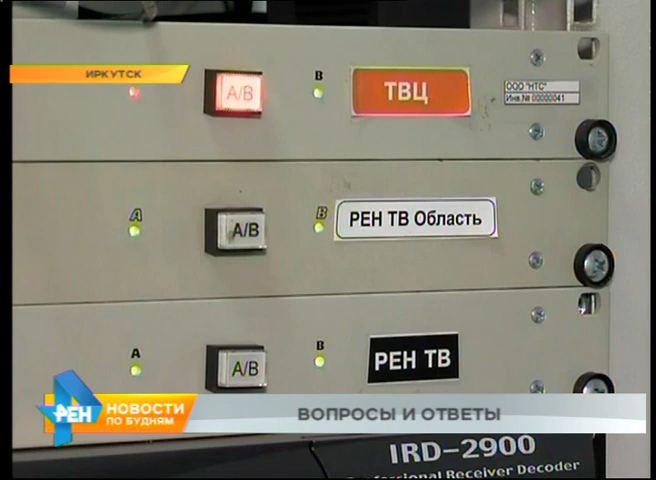 ИРКУТСК
A/B
B
ТВЦ
ООО "НТС"
Инв.№ 00000041
A
A/B
B
РЕН ТВ Область
A
A/B
B
РЕН ТВ
РЕН
НОВОСТИ
ПО БУДНЯМ
ВОПРОСЫ И ОТВЕТЫ
IRD-2900
Professional Receiver Decoder